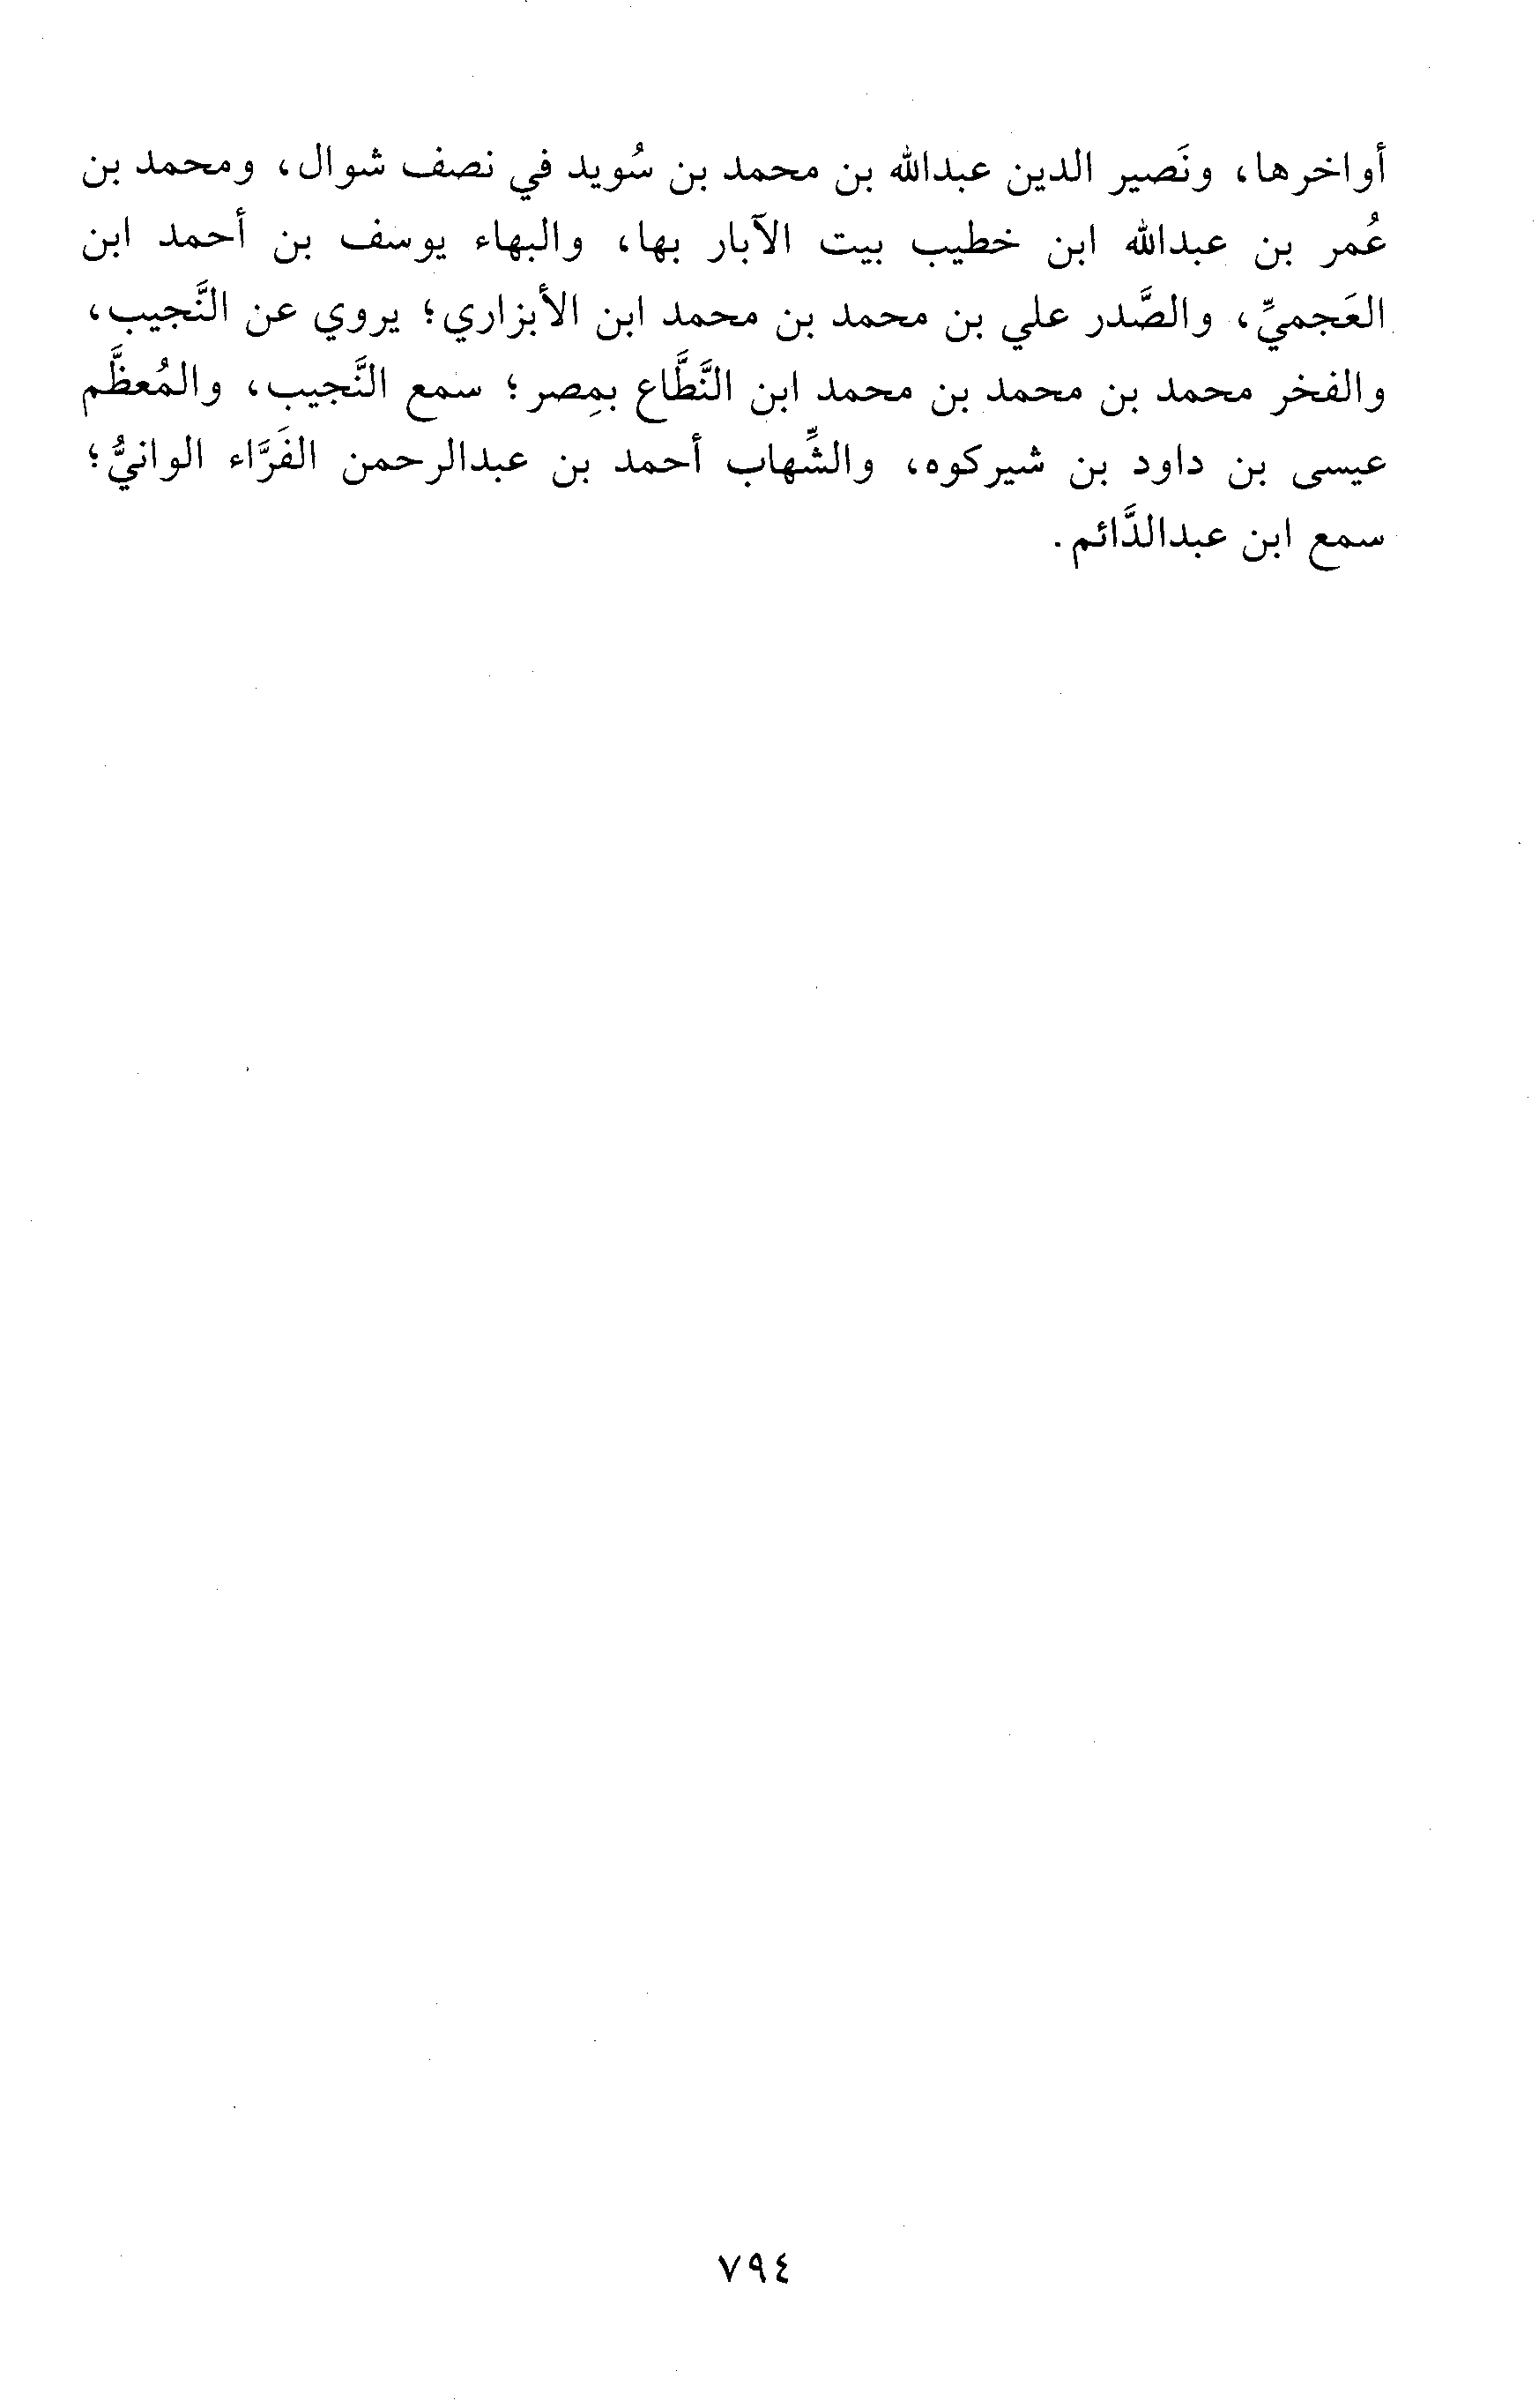 أواخرها، ونَصير الدين عبدالله بن محمد بن سُويد في نصف شوال، ومحمد بن
عُمر بن عبدالله ابن خطيب بيت الآبار بها، والبهاء يوسف بن أحمد ابن
العَجميِّ، والصَّدر علي بن محمد بن محمد ابن الأبزاري؛ يروي عن النَّجيب،
والفخر محمد بن محمد بن محمد ابن النَّطَّاع بمِصر؛ سمع النَّجيب، والمُعظَّم
عيسى بن داود بن شيركوه، والشِّهاب أحمد بن عبدالرحمن الفَرَّاء الوانيُّ؛
سمع ابن عبدالدَّائم.
٧٩٤